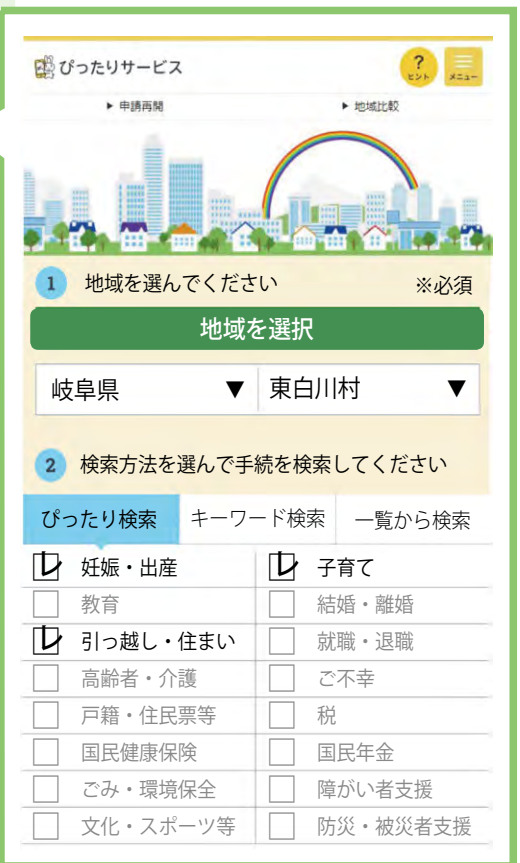 ぴったりサービス
?
ヒント
メニュー
▶ 申請再開
▶ 地域比較
1 地域を選んでください ※必須
地域を選択
岐阜県 ▼ 東白川村 ▼
2 検索方法を選んで手続を検索してください
ぴったり検索 キーワード検索 一覧から検索
妊娠・出産 子育て
教育 結婚・離婚
引っ越し・住まい 就職・退職
高齢者・介護 ご不幸
戸籍・住民票等 税
国民健康保険 国民年金
ごみ・環境保全 障がい者支援
文化・スポーツ等 防災・被災者支援